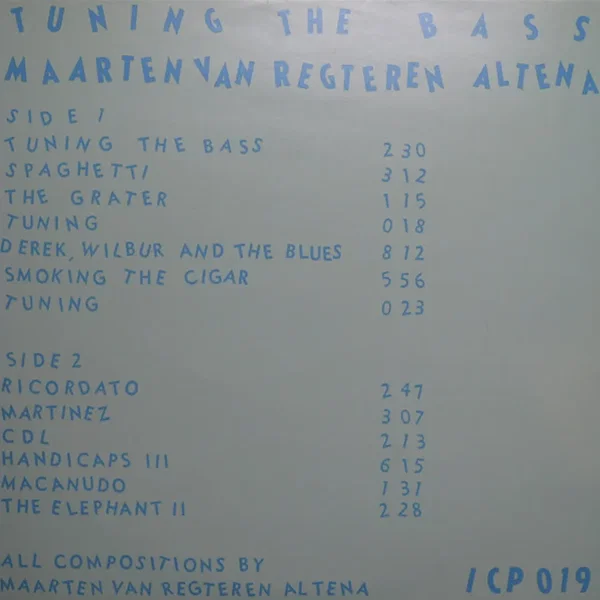 TUNING THE BASS
MAARTEN VAN REGTEREN ALTENA
SIDE 1
TUNING THE BASS 2 30
SPAGHETTI 3 12
THE GRATER 1 15
TUNING 0 18
DEREK, WILBUR AND THE BLUES 8 12
SMOKING THE CIGAR 5 56
TUNING 0 23
SIDE 2
RICORDATO 2 47
MARTINEZ 3 07
CDL 2 13
HANDICAPS III 6 15
MACANUDO 1 31
THE ELEPHANT II 2 28
ALL COMPOSITIONS BY
MAARTEN VAN REGTEREN ALTENA
ICP 019